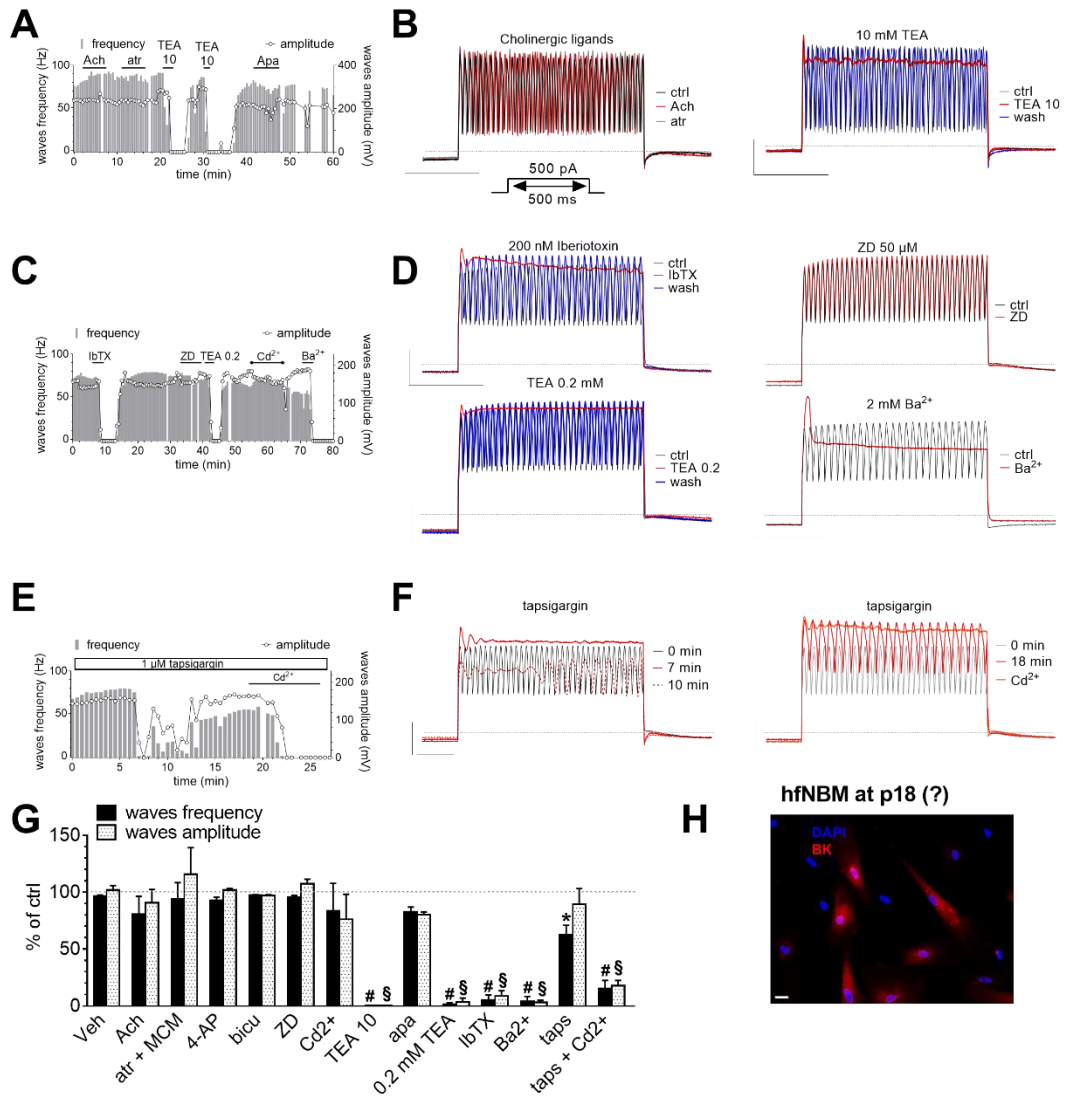 A
frequency
TEA
TEA
amplitude
Ach
atr
10
10
Apa
waves frequency (Hz)
100
50
0
400
200
0
waves amplitude (mV)
0 10 20 30 40 50 60
time (min)
B
Cholinergic ligands
ctrl
Ach
atr
500 pA
500 ms
10 mM TEA
ctrl
TEA 10
wash
C
frequency
amplitude
IbTX
ZD
TEA 0.2
Cd2+
Ba2+
waves frequency (Hz)
100
50
0
200
100
0
waves amplitude (mV)
0 10 20 30 40 50 60 70 80
time (min)
D
200 nM Iberiotoxin
ctrl
IbTX
wash
ZD 50 µM
ctrl
ZD
TEA 0.2 mM
ctrl
TEA 0.2
wash
2 mM Ba2+
ctrl
Ba2+
E
frequency
amplitude
1 µM tapsigargin
Cd2+
waves frequency (Hz)
100
50
0
200
100
0
waves amplitude (mV)
0 5 10 15 20 25
time (min)
F
tapsigargin
0 min
7 min
10 min
tapsigargin
0 min
18 min
Cd2+
G
waves frequency
waves amplitude
% of ctrl
150
100
50
0
# §
# §
# §
# §
*
# §
Veh
Ach
atr + MCM
4-AP
bicu
ZD
Cd2+
TEA 10
apa
0.2 mM TEA
IbTX
Ba2+
taps
taps + Cd2+
H
hfNBM at p18 (?)
DAPI
BK